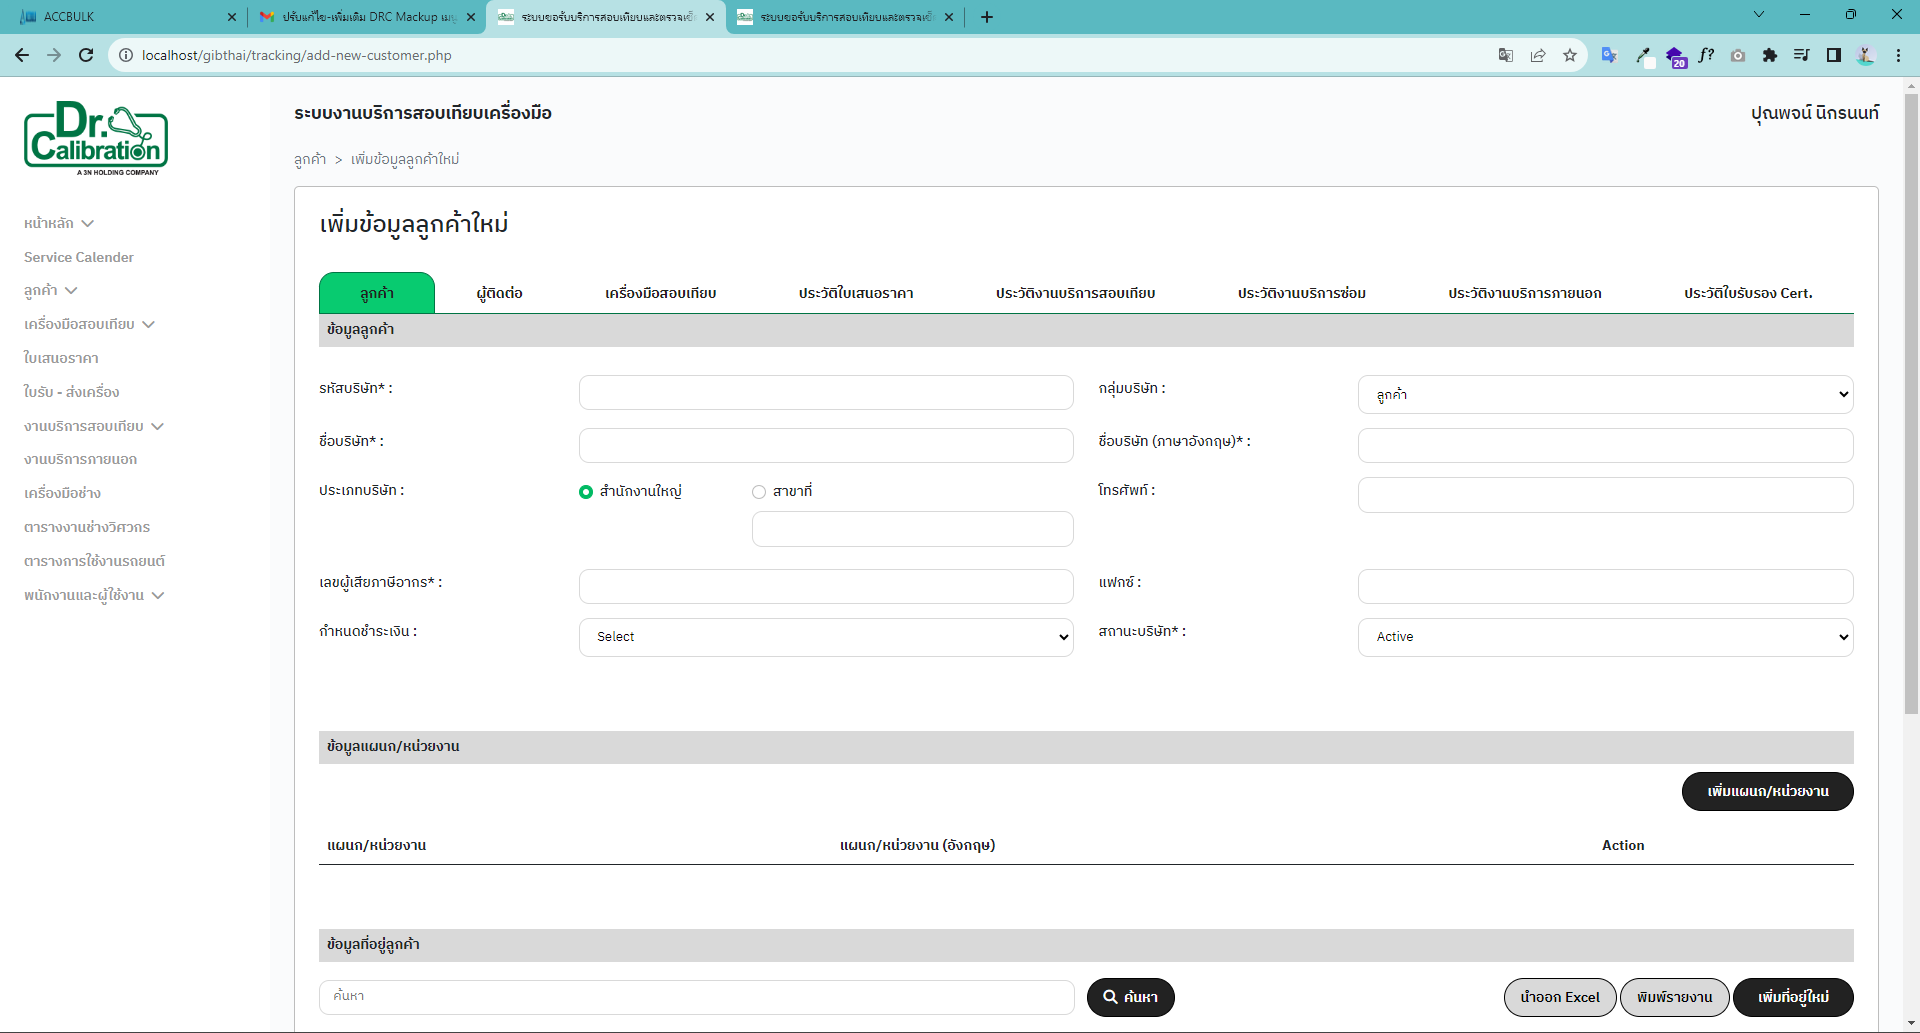 ACCBULK
ปรับแก้ไข-เพิ่มเติม DRC Mackup เมนู
ระบบขอรับบริการสอบเทียบและตรวจเช็ค
ระบบขอรับบริการสอบเทียบและตรวจเช็ค
localhost/gibthai/tracking/add-new-customer.php
20
f?
Dr.
Calibration
A 3N HOLDING COMPANY
ระบบงานบริการสอบเทียบเครื่องมือ
ปุณพจน์ นิกรนนท์
ลูกค้า > เพิ่มข้อมูลลูกค้าใหม่
หน้าหลัก
Service Calender
ลูกค้า
เครื่องมือสอบเทียบ
ใบเสนอราคา
ใบรับ - ส่งเครื่อง
งานบริการสอบเทียบ
งานบริการภายนอก
เครื่องมือช่าง
ตารางงานช่างวิศวกร
ตารางการใช้งานรถยนต์
พนักงานและผู้ใช้งาน
เพิ่มข้อมูลลูกค้าใหม่
ลูกค้า ผู้ติดต่อ เครื่องมือสอบเทียบ ประวัติใบเสนอราคา ประวัติงานบริการสอบเทียบ ประวัติงานบริการซ่อม ประวัติงานบริการภายนอก ประวัติใบรับรอง Cert.
ข้อมูลลูกค้า
รหัสบริษัท* : กลุ่มบริษัท : ลูกค้า
ชื่อบริษัท* : ชื่อบริษัท (ภาษาอังกฤษ)* :
ประเภทบริษัท : สำนักงานใหญ่ สาขาที่ โทรศัพท์ :
เลขผู้เสียภาษีอากร* : แฟกซ์ :
กำหนดชำระเงิน : Select สถานะบริษัท* : Active
ข้อมูลแผนก/หน่วยงาน
เพิ่มแผนก/หน่วยงาน
แผนก/หน่วยงาน แผนก/หน่วยงาน (อังกฤษ) Action
ข้อมูลที่อยู่ลูกค้า
ค้นหา ค้นหา นำออก Excel พิมพ์รายงาน เพิ่มที่อยู่ใหม่